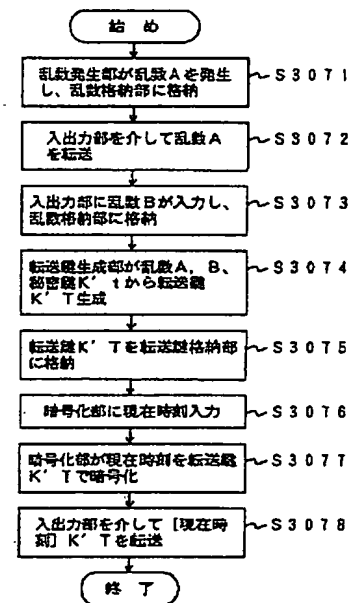 始 め
乱数発生部が乱数Aを発生
し、乱数格納部に格納
S3071
入出力部を介して乱数A
を転送
S3072
入出力部に乱数Bが入力し、
乱数格納部に格納
S3073
転送鍵生成部が乱数A,B、
秘密鍵K'tから転送鍵
K'T生成
S3074
転送鍵K'Tを転送鍵格納部
に格納
S3075
暗号化部に現在時刻入力
S3076
暗号化部が現在時刻を転送鍵
K'Tで暗号化
S3077
入出力部を介して[現在時
刻]K'Tを転送
S3078
終 了